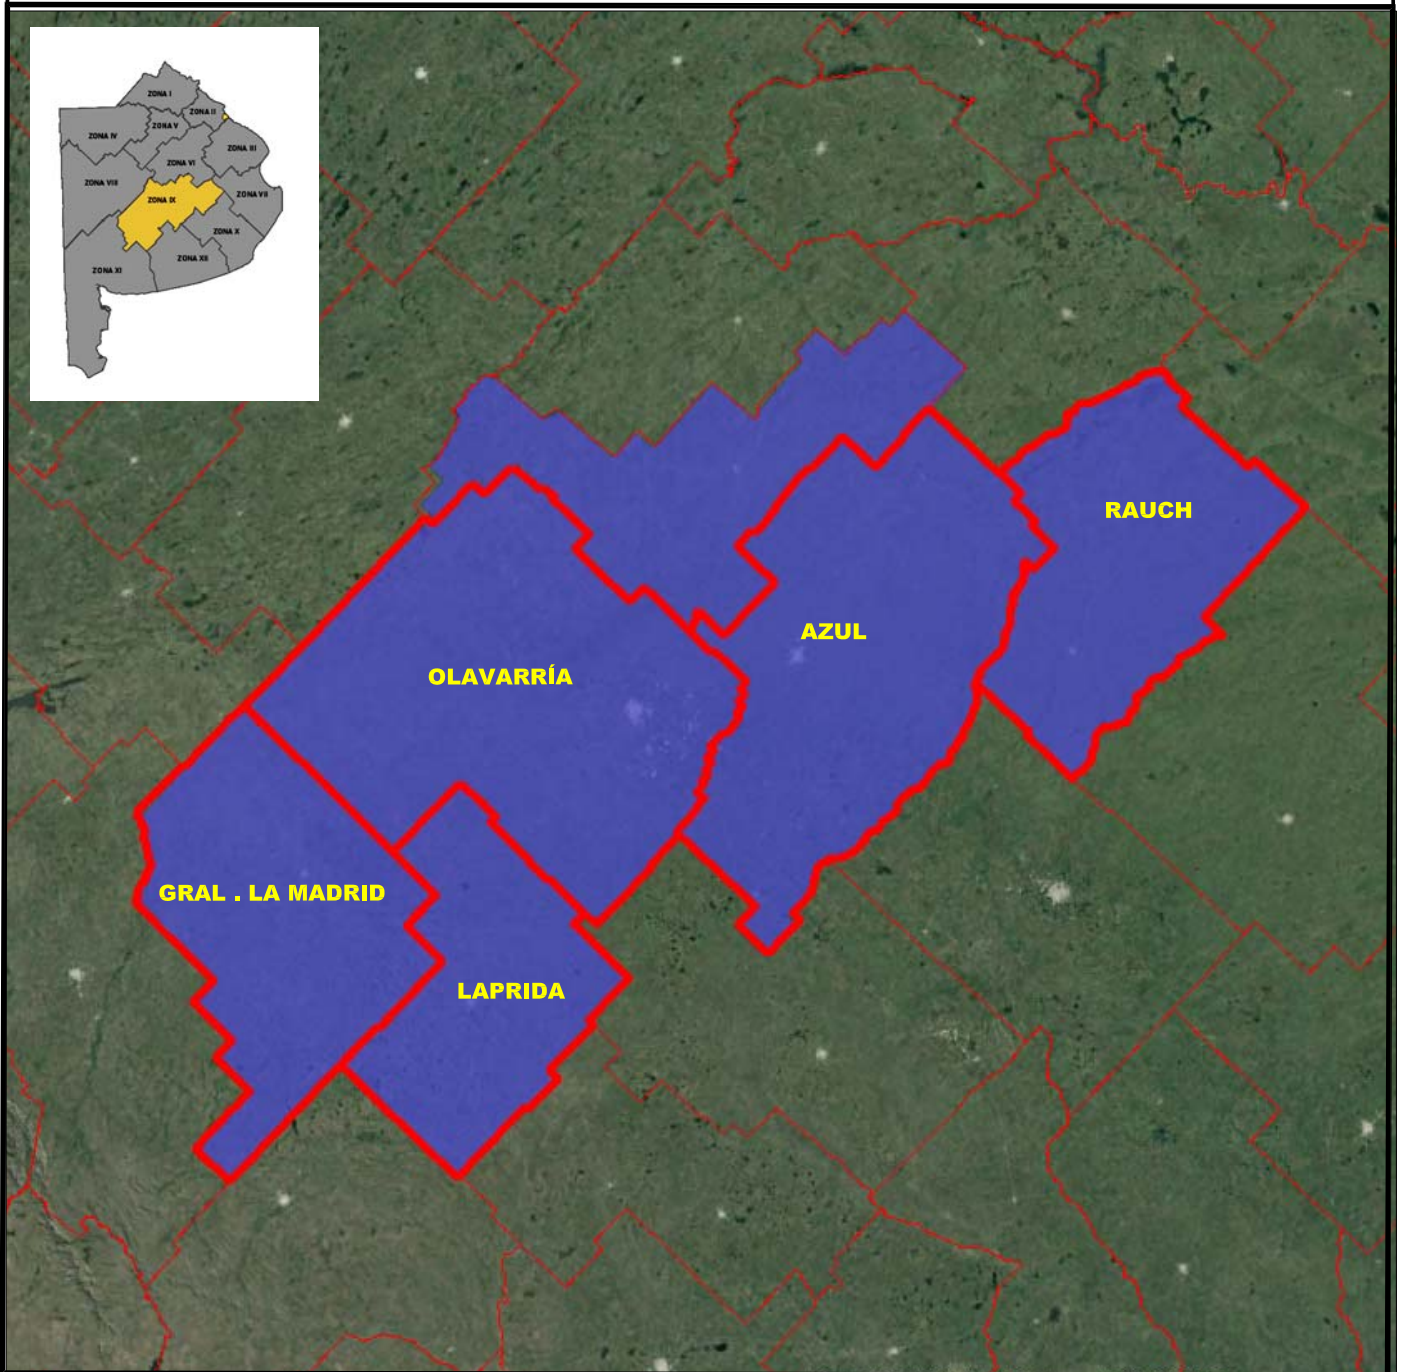 ZONA I
ZONA II
ZONA IV
ZONA V
ZONA III
ZONA VI
ZONA VIII
ZONA VII
ZONA IX
ZONA X
ZONA XII
ZONA XI
RAUCH
AZUL
OLAVARRÍA
GRAL . LA MADRID
LAPRIDA